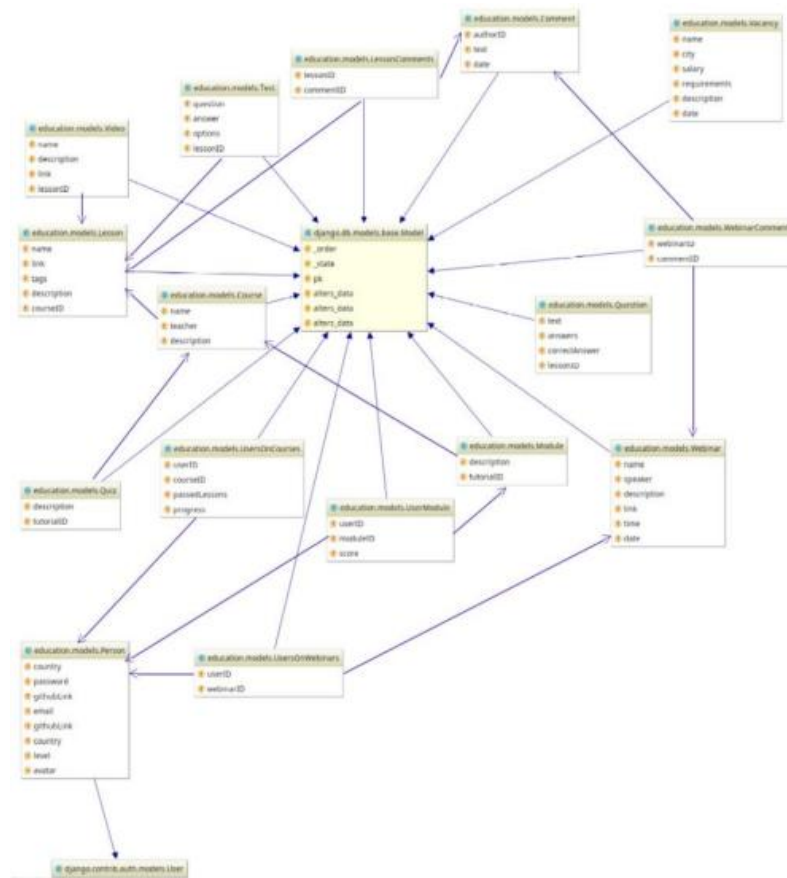 education.models.Comment
authorID
text
date
education.models.Vacancy
name
city
salary
requirements
description
date
education.models.LessonComments
lessonID
commentID
education.models.Test
question
answer
options
lessonID
education.models.Video
name
description
link
lessonID
education.models.Lesson
name
link
tags
description
courseID
django.db.models.base.Model
_order
_state
pk
alters_data
alters_data
alters_data
education.models.WebinarComment
commentID
education.models.Course
name
teacher
description
education.models.Question
text
answers
correctAnswer
lessonID
education.models.UsersOnCourses
userID
courseID
passedLessons
progress
education.models.Module
description
tutorialID
education.models.Webinar
name
speaker
description
link
time
date
education.models.Quiz
description
tutorialID
education.models.UserModule
userID
moduleID
score
education.models.Person
country
password
githubLink
email
githubLink
country
level
avatar
education.models.UsersOnWebinars
userID
webinarID
django.contrib.auth.models.User